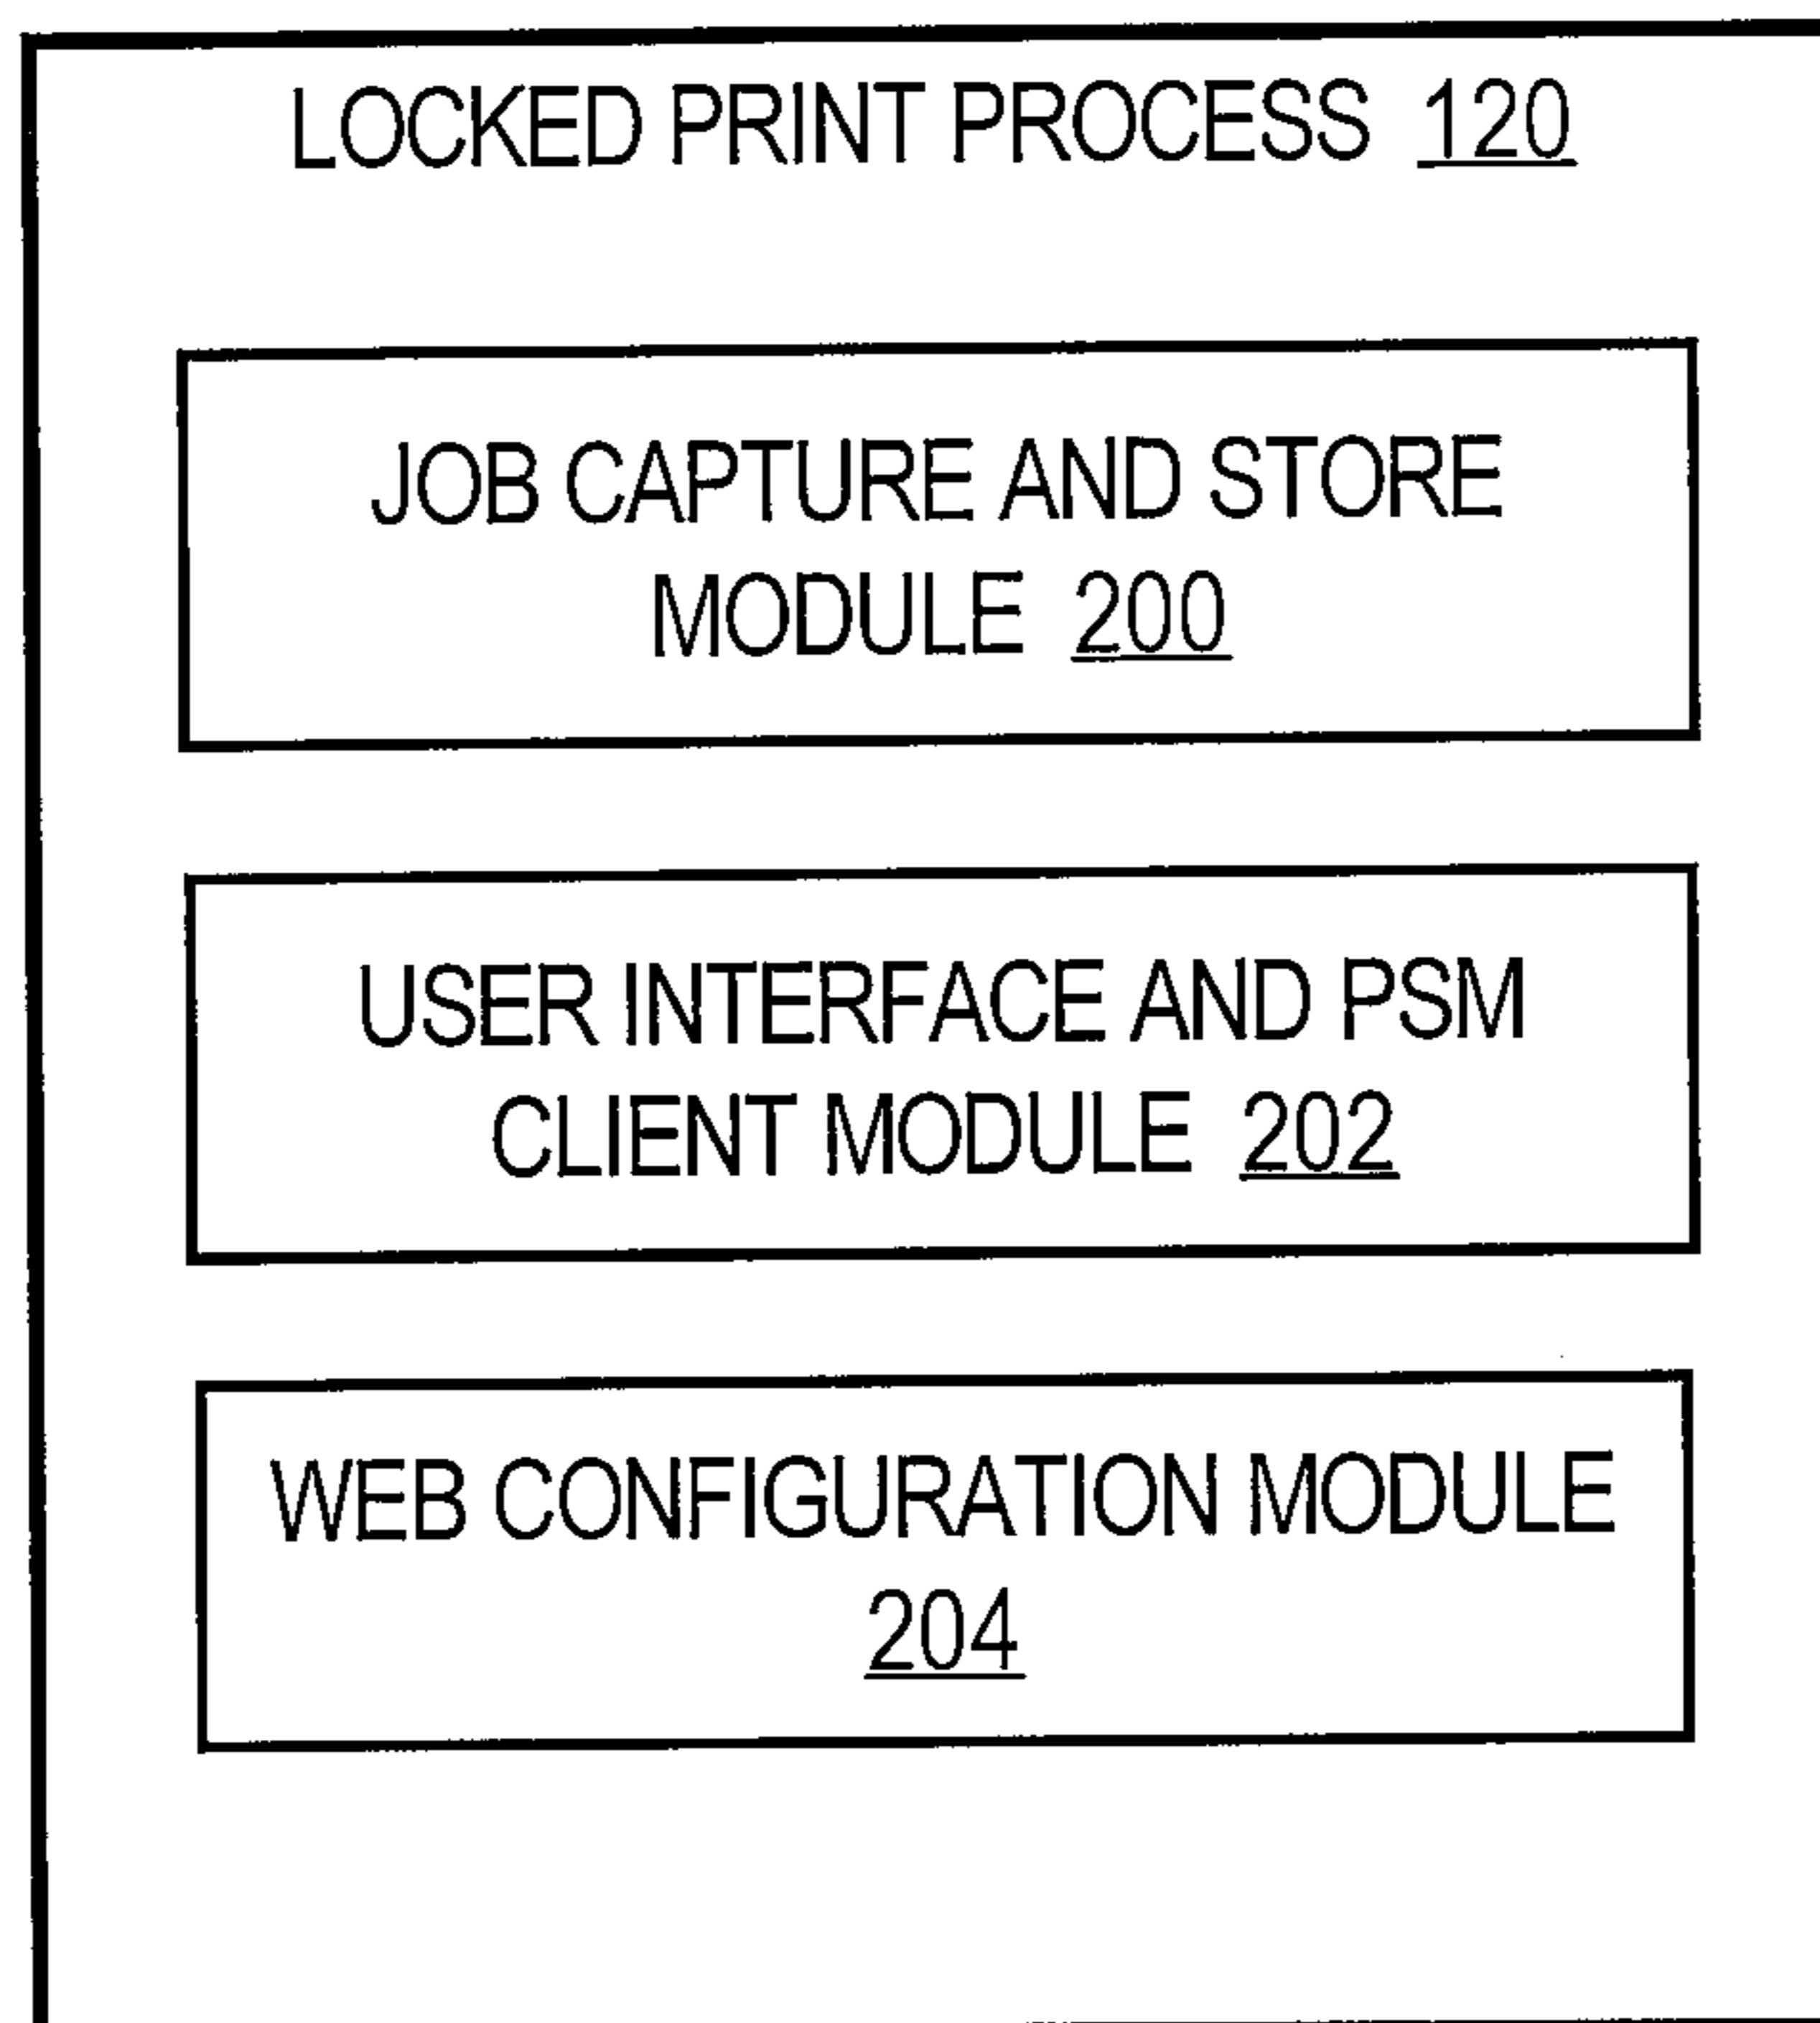 LOCKED PRINT PROCESS 120
JOB CAPTURE AND STORE
MODULE 200
USER INTERFACE AND PSM
CLIENT MODULE 202
WEB CONFIGURATION MODULE
204